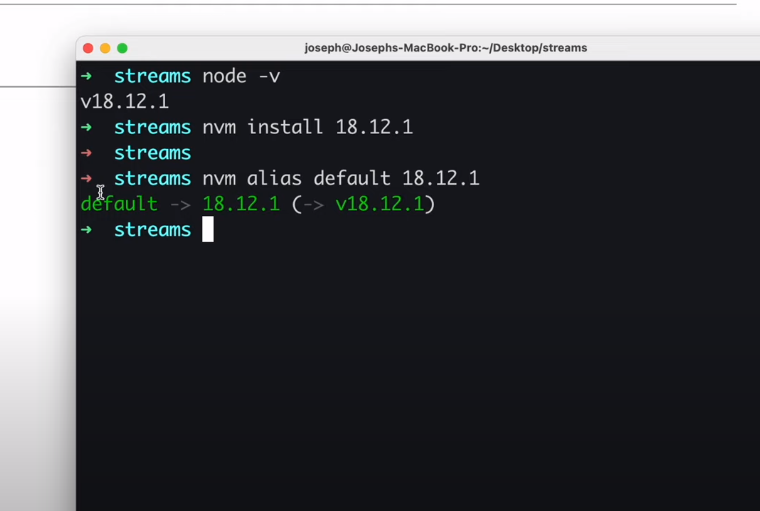 joseph@Josephs-MacBook-Pro:~/Desktop/streams
➜ streams node -v
v18.12.1
➜ streams nvm install 18.12.1
➜ streams
➜ streams nvm alias default 18.12.1
default -> 18.12.1 (-> v18.12.1)
➜ streams